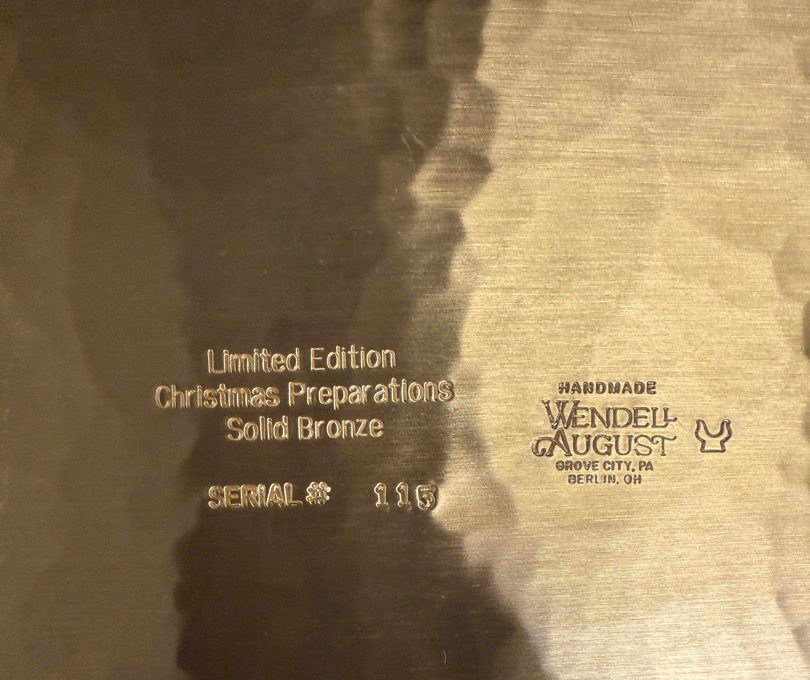 Limited Edition
Christmas Preparations
Solid Bronze
SERIAL # 115
HANDMADE
WENDELL
AUGUST
GROVE CITY, PA
BERLIN, OH